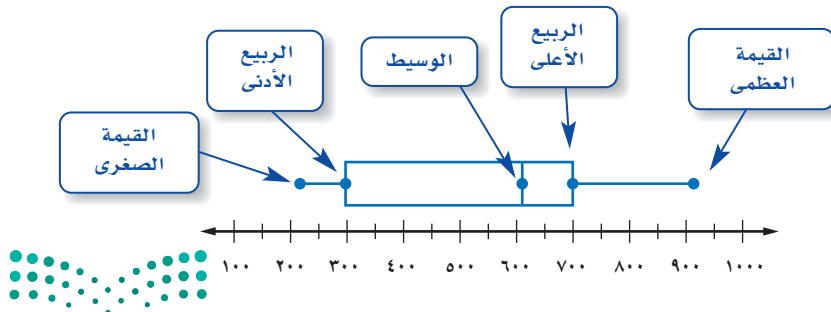 القيمة
العظمى
الربيع
الأعلى
الوسيط
الربيع
الأدنى
القيمة
الصغرى
١٠٠ ٢٠٠ ٣٠٠ ٤٠٠ ٥٠٠ ٦٠٠ ٧٠٠ ٨٠٠ ٩٠٠ ١٠٠٠